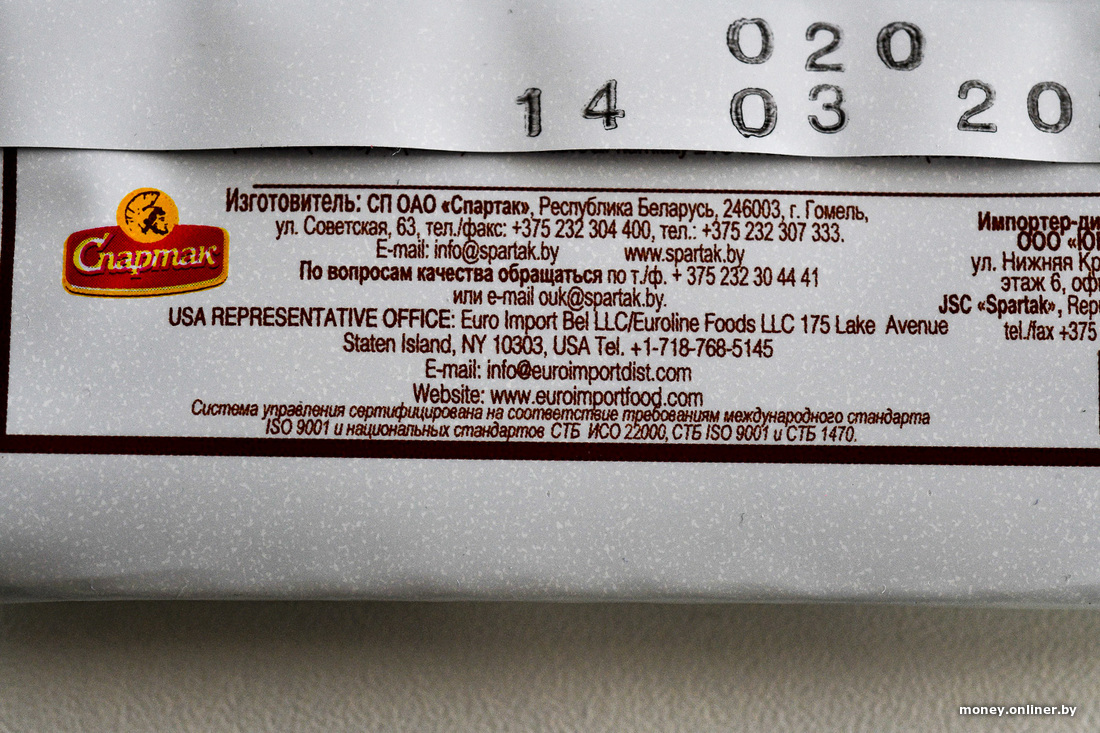 020
14 03 20
Спартак
Изготовитель: СП ОАО «Спартак», Республика Беларусь, 246003, г. Гомель,
ул. Советская, 63, тел./факс: +375 232 304 400, тел.: +375 232 307 333.
E-mail: info@spartak.by www.spartak.by
По вопросам качества обращаться по т./ф. + 375 232 30 44 41
или e-mail ouk@spartak.by.
USA REPRESENTATIVE OFFICE: Euro Import Bel LLC/Euroline Foods LLC 175 Lake Avenue
Staten Island, NY 10303, USA Tel. +1-718-768-5145
E-mail: info@euroimportdist.com
Website: www.euroimportfood.com
Система управления сертифицирована на соответствие требованиям международного стандарта
ISO 9001 и национальных стандартов СТБ ИСО 22000, СТБ ISO 9001 и СТБ 1470.
Импортер-ди
ООО «Ю
ул. Нижняя Кр
этаж 6, оф
JSC «Spartak», Rep
tel./fax +375
money.onliner.by